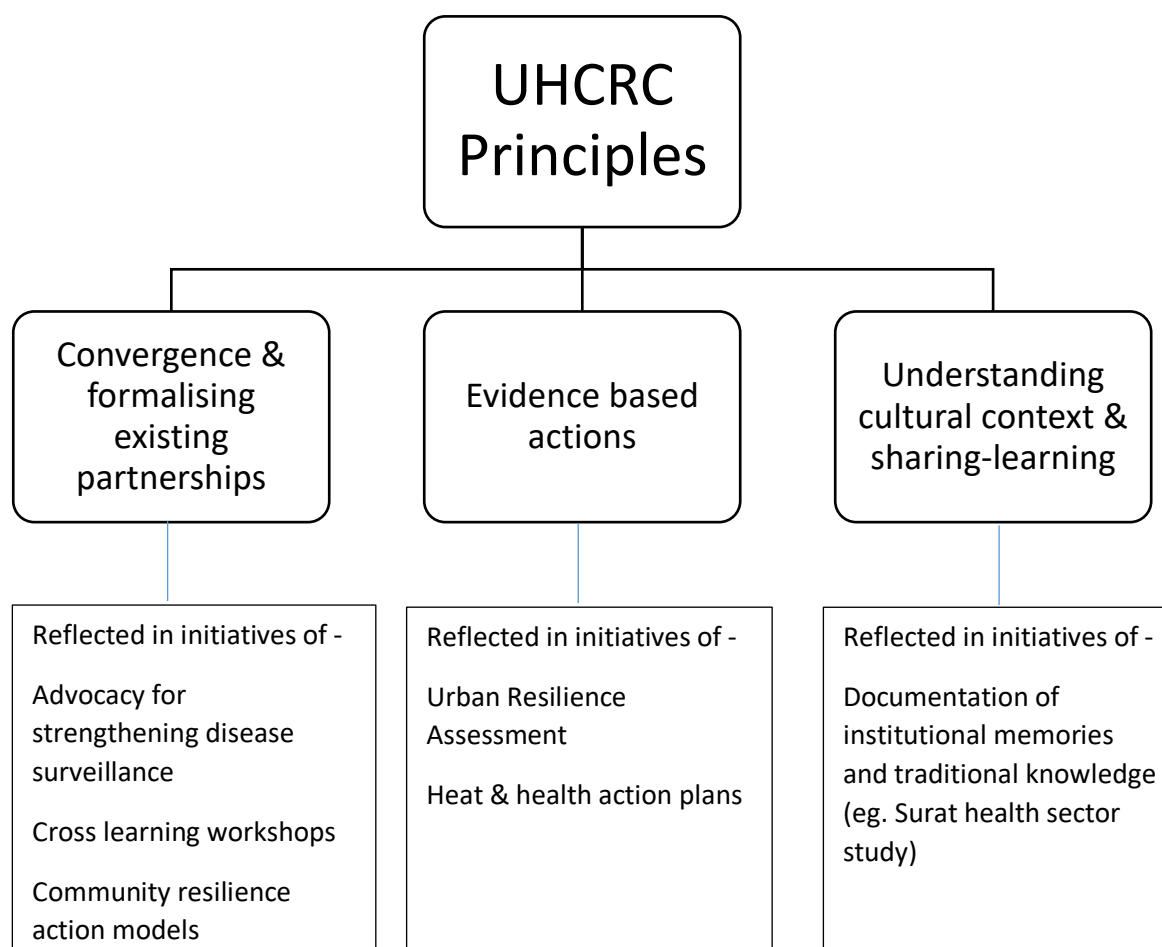 UHCRC
Principles
Convergence &
formalising
existing
partnerships
Evidence based
actions
Understanding
cultural context &
sharing-learning
Reflected in initiatives of -
Advocacy for
strengthening disease
surveillance
Cross learning workshops
Community resilience
action models
Reflected in initiatives of -
Urban Resilience
Assessment
Heat & health action plans
Reflected in initiatives of -
Documentation of
institutional memories
and traditional knowledge
(eg. Surat health sector
study)